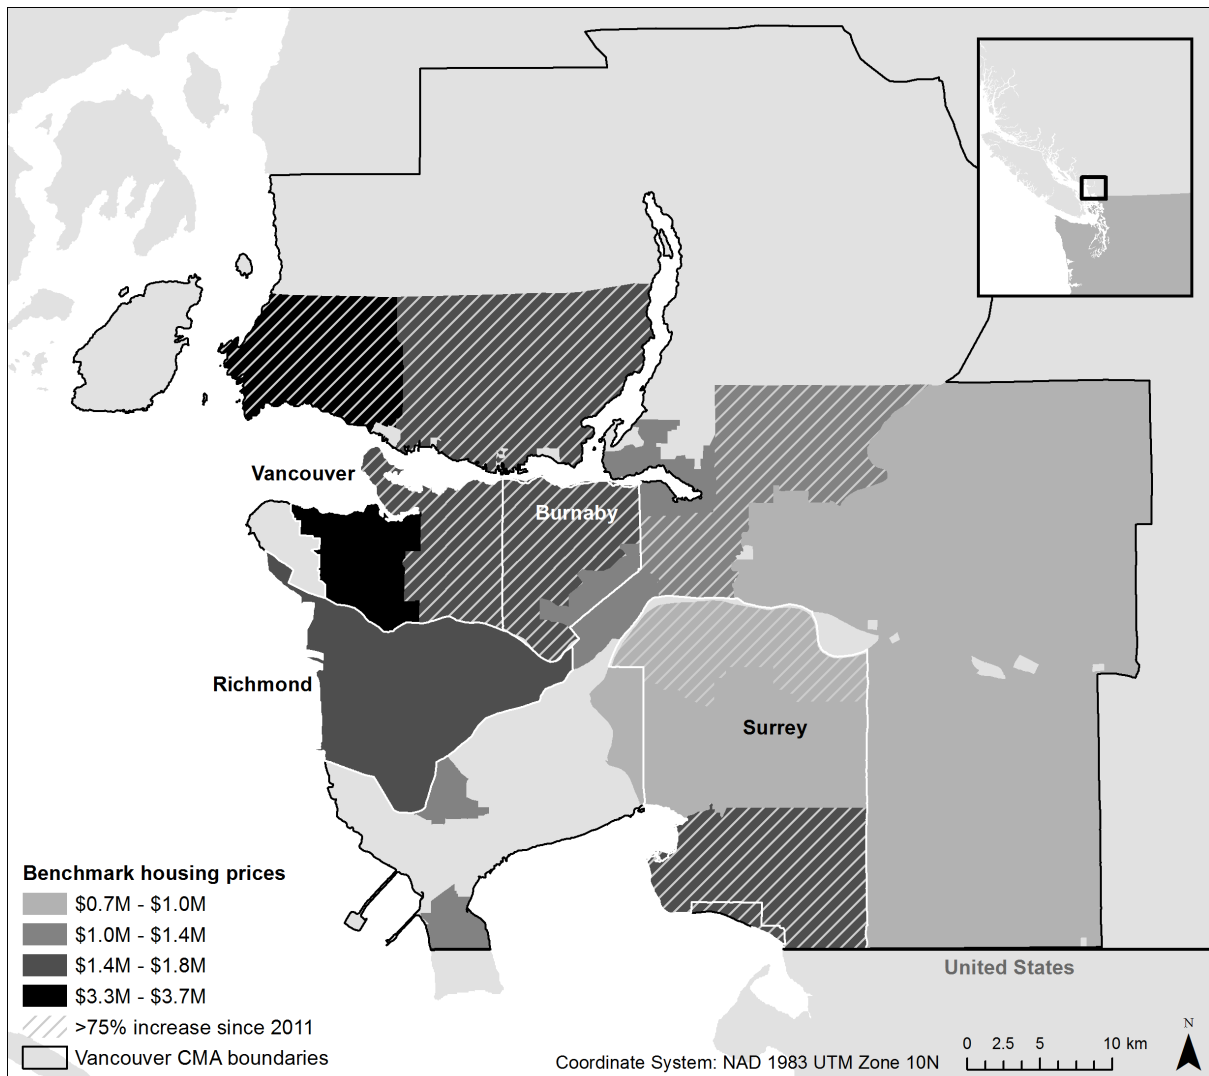 Vancouver
Burnaby
Richmond
Surrey
Benchmark housing prices
$0.7M - $1.0M
$1.0M - $1.4M
$1.4M - $1.8M
$3.3M - $3.7M
>75% increase since 2011
Vancouver CMA boundaries
United States
Coordinate System: NAD 1983 UTM Zone 10N
0 2.5 5 10 km
N